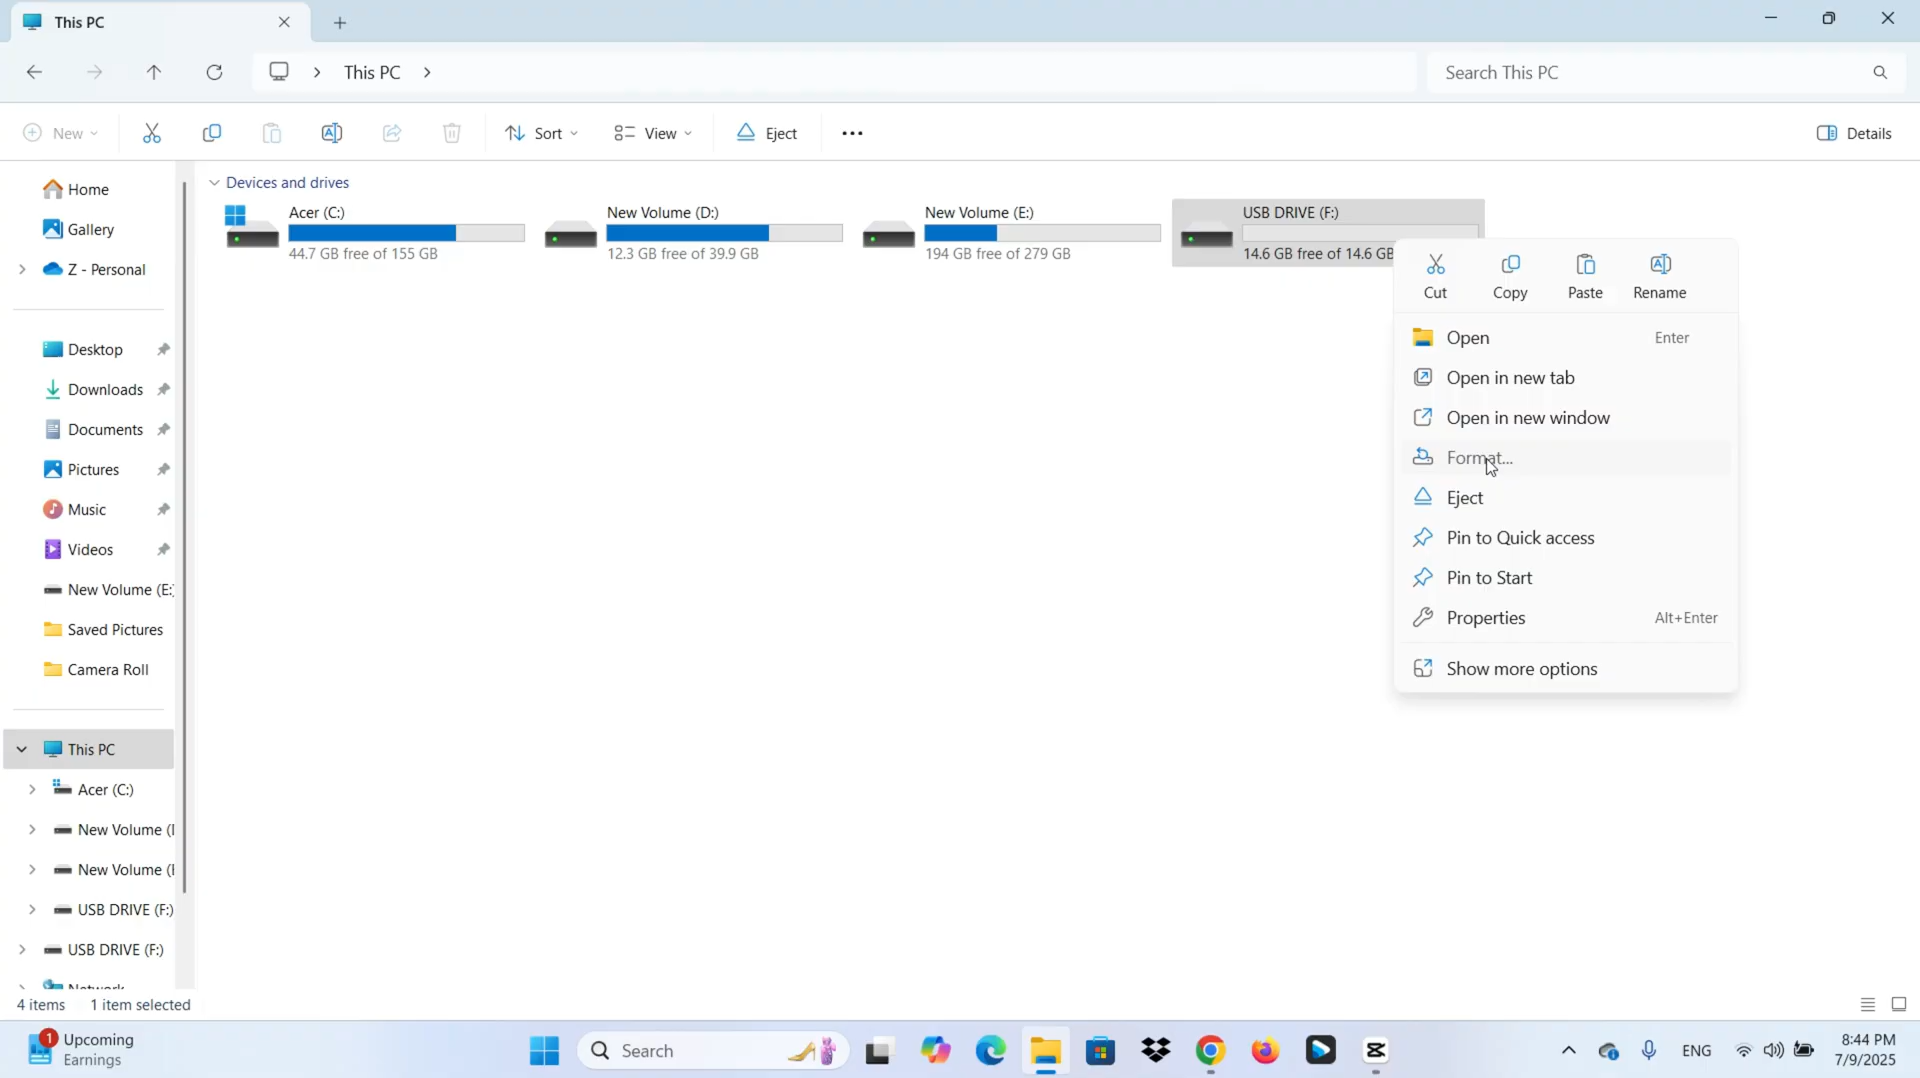 This PC
This PC
Search This PC
New
Sort
View
Eject
Details
Home
Gallery
Z - Personal
Desktop
Downloads
Documents
Pictures
Music
Videos
New Volume (E:)
Saved Pictures
Camera Roll
This PC
Acer (C:)
New Volume (
New Volume (
USB DRIVE (F:)
USB DRIVE (F:)
Network
Devices and drives
Acer (C:)
44.7 GB free of 155 GB
New Volume (D:)
12.3 GB free of 39.9 GB
New Volume (E:)
194 GB free of 279 GB
USB DRIVE (F:)
14.6 GB free of 14.6 GB
Cut
Copy
Paste
Rename
Open Enter
Open in new tab
Open in new window
Format...
Eject
Pin to Quick access
Pin to Start
Properties Alt+Enter
Show more options
4 items 1 item selected
1
Upcoming
Earnings
Search
ENG
8:44 PM
7/9/2025